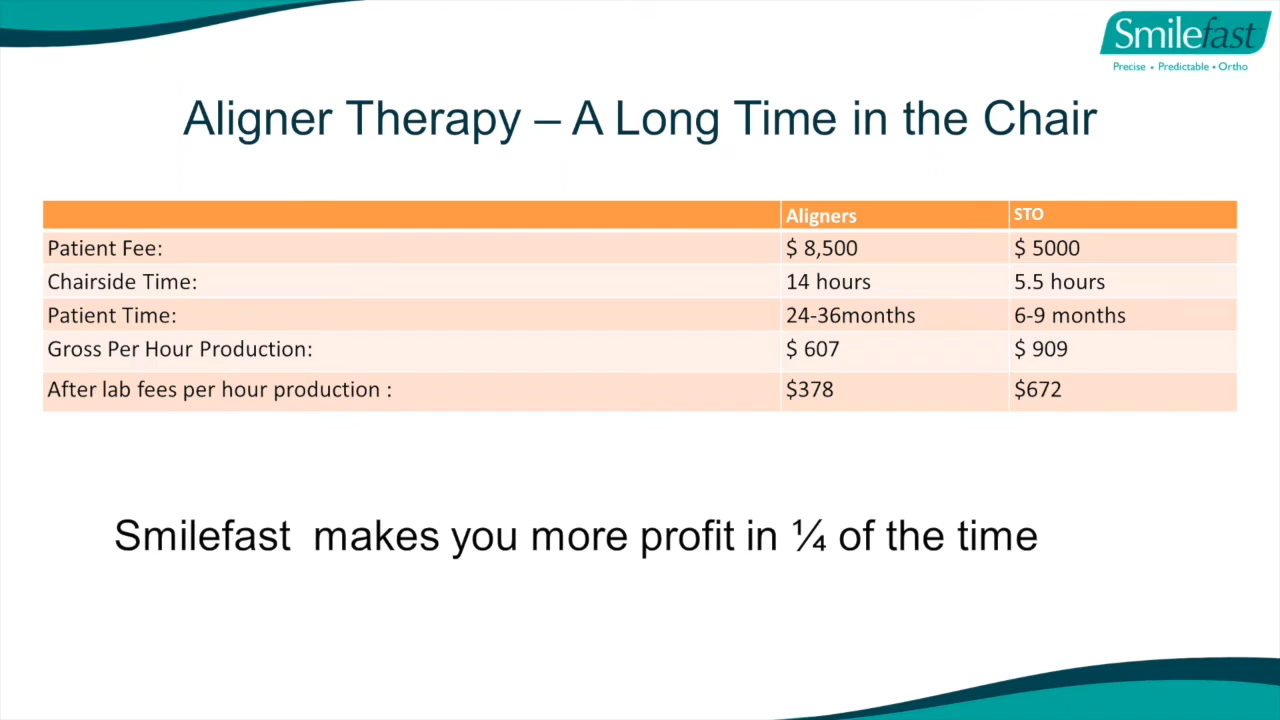 Smilefast
Precise • Predictable • Ortho
Aligner Therapy – A Long Time in the Chair
Aligners STO
Patient Fee: $ 8,500 $ 5000
Chairside Time: 14 hours 5.5 hours
Patient Time: 24-36months 6-9 months
Gross Per Hour Production: $ 607 $ 909
After lab fees per hour production : $378 $672
Smilefast  makes you more profit in ¼ of the time